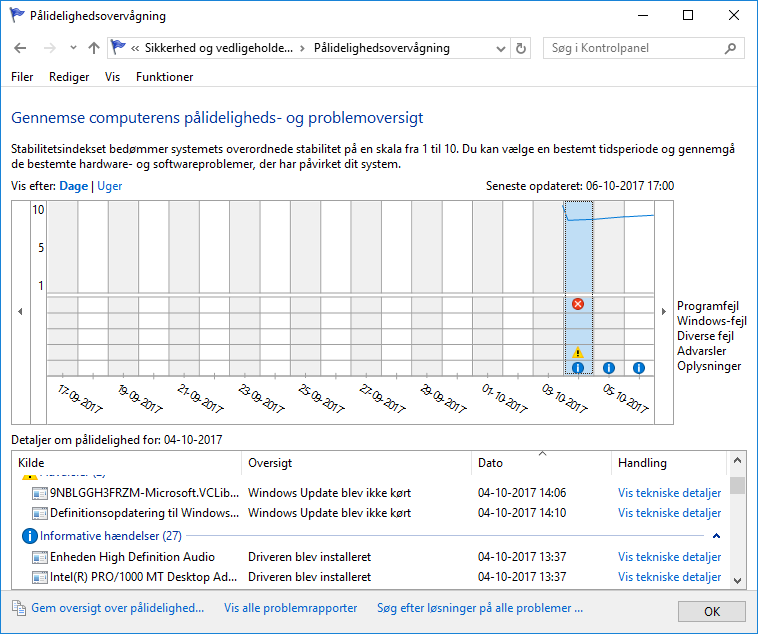 Pålidelighedsovervågning
« Sikkerhed og vedligeholde... › Pålidelighedsovervågning
Søg i Kontrolpanel
Filer Rediger Vis Funktioner
Gennemse computerens pålideligheds- og problemoversigt
Stabilitetsindekset bedømmer systemets overordnede stabilitet på en skala fra 1 til 10. Du kan vælge en bestemt tidsperiode og gennemgå
de bestemte hardware- og softwareproblemer, der har påvirket dit system.
Vis efter: Dage | Uger
Seneste opdateret: 06-10-2017 17:00
10
5
1
Programfejl
Windows-fejl
Diverse fejl
Advarsler
Oplysninger
17-09-2017 19-09-2017 21-09-2017 23-09-2017 25-09-2017 27-09-2017 29-09-2017 01-10-2017 03-10-2017 05-10-2017
Detaljer om pålidelighed for: 04-10-2017
Kilde Oversigt Dato Handling
Advarsler (2)
9NBLGGH3FRZM-Microsoft.VCLib... Windows Update blev ikke kørt 04-10-2017 14:06 Vis tekniske detaljer
Definitionsopdatering til Windows... Windows Update blev ikke kørt 04-10-2017 14:10 Vis tekniske detaljer
Informative hændelser (27)
Enheden High Definition Audio Driveren blev installeret 04-10-2017 13:37 Vis tekniske detaljer
Intel(R) PRO/1000 MT Desktop Ad... Driveren blev installeret 04-10-2017 13:37 Vis tekniske detaljer
Gem oversigt over pålidelighed... Vis alle problemrapporter Søg efter løsninger på alle problemer ...
OK